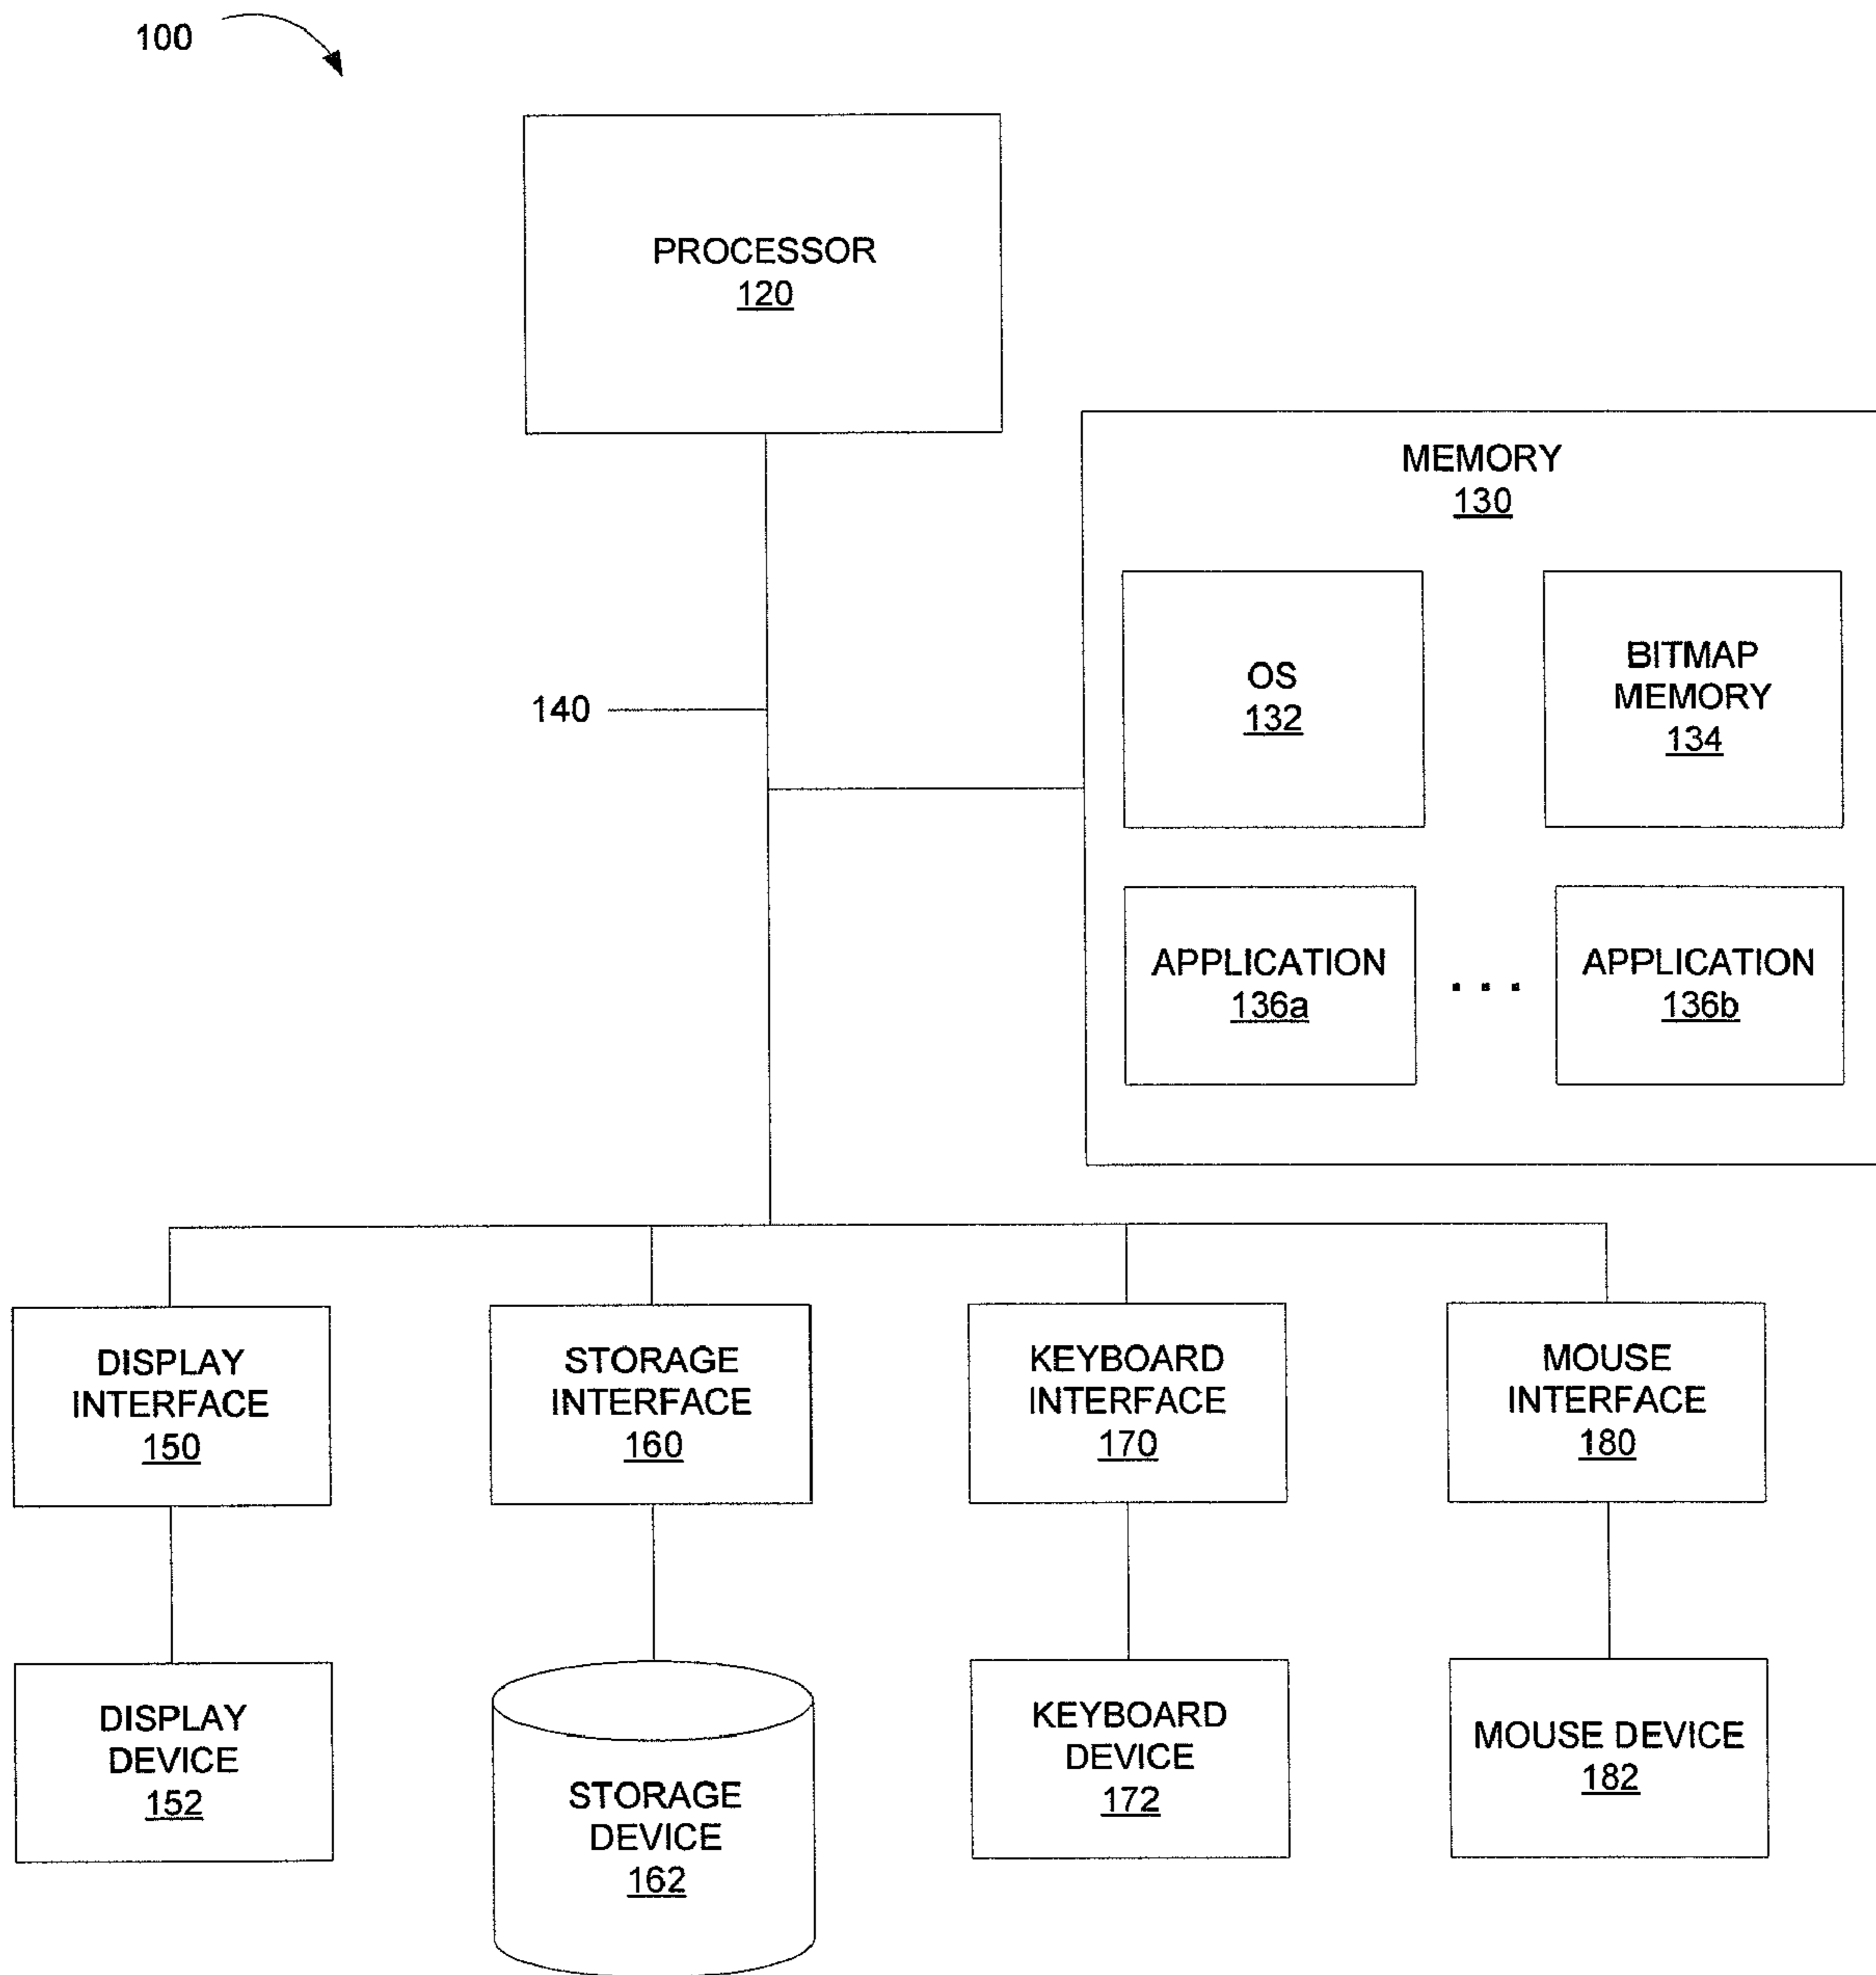 100
PROCESSOR
120
MEMORY
130
OS
132
BITMAP
MEMORY
134
140
APPLICATION
136a
. . .
APPLICATION
136b
DISPLAY
INTERFACE
150
STORAGE
INTERFACE
160
KEYBOARD
INTERFACE
170
MOUSE
INTERFACE
180
DISPLAY
DEVICE
152
STORAGE
DEVICE
162
KEYBOARD
DEVICE
172
MOUSE DEVICE
182